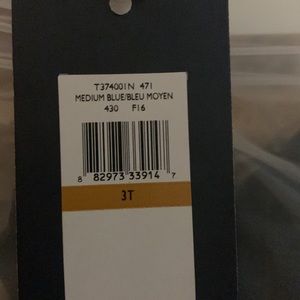 T374001N 471
MEDIUM BLUE/BLEU MOYEN
430 F16
8 82973 33914 7
3T